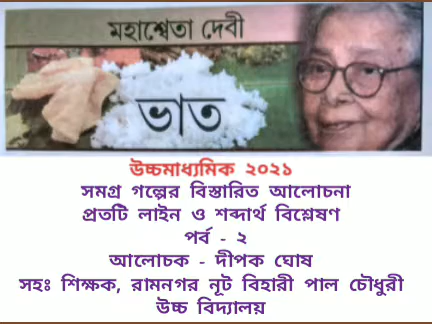 মহাশ্বেতা দেবী
ভাত
উচ্চমাধ্যমিক ২০২১
সমগ্র গল্পের বিস্তারিত আলোচনা
প্রতটি লাইন ও শব্দার্থ বিশ্লেষণ
পর্ব - ২
আলোচক - দীপক ঘোষ
সহঃ শিক্ষক, রামনগর নূট বিহারী পাল চৌধুরী
উচ্চ বিদ্যালয়